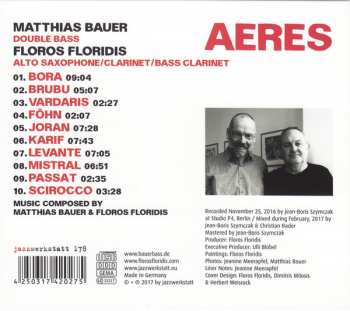 MATTHIAS BAUER
DOUBLE BASS
FLOROS FLORIDIS
ALTO SAXOPHONE/CLARINET/BASS CLARINET
AERES
01. BORA 09:04
02. BRUBU 05:07
03. VARDARIS 02:27
04. FÖHN 02:07
05. JORAN 07:28
06. KARIF 07:43
07. LEVANTE 07:05
08. MISTRAL 06:51
09. PASSAT 02:35
10. SCIROCCO 03:28
MUSIC COMPOSED BY
MATTHIAS BAUER & FLOROS FLORIDIS
Recorded November 25, 2016 by Jean-Boris Szymczak
at Studio P4, Berlin / Mixed during February, 2017 by
Jean-Boris Szymczak & Christian Bader
Mastered by Jean-Boris Szymczak
Producer: Floros Floridis
Executive Producer: Ulli Blobel
Paintings: Floros Floridis
Photos: Jeanne Meerapfel, Matthias Bauer
Liner Notes: Jeanine Meerapfel
Cover Design: Floros Floridis, Dimitris Mitosis
& Herbert Weisrock
jazzwerkstatt 178
4 250317 420275
GEMA
www.bauerbass.de
www.florosfloridis.com
www.jazzwerkstatt.eu
Made in Germany
© + ℗ 2017 by jazzwerkstatt